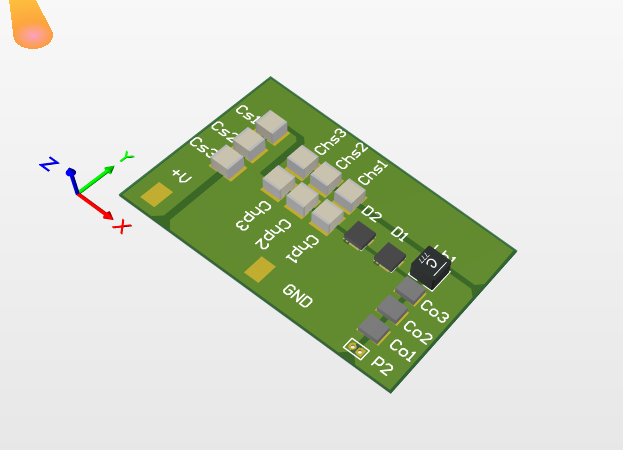 Cs1
Cs2
Cs3
+V
Chs3
Chs2
Chs1
Chp3
Chp2
Chp1
D2
D1
GND
Co3
Co2
Co1
P2
Z
Y
X